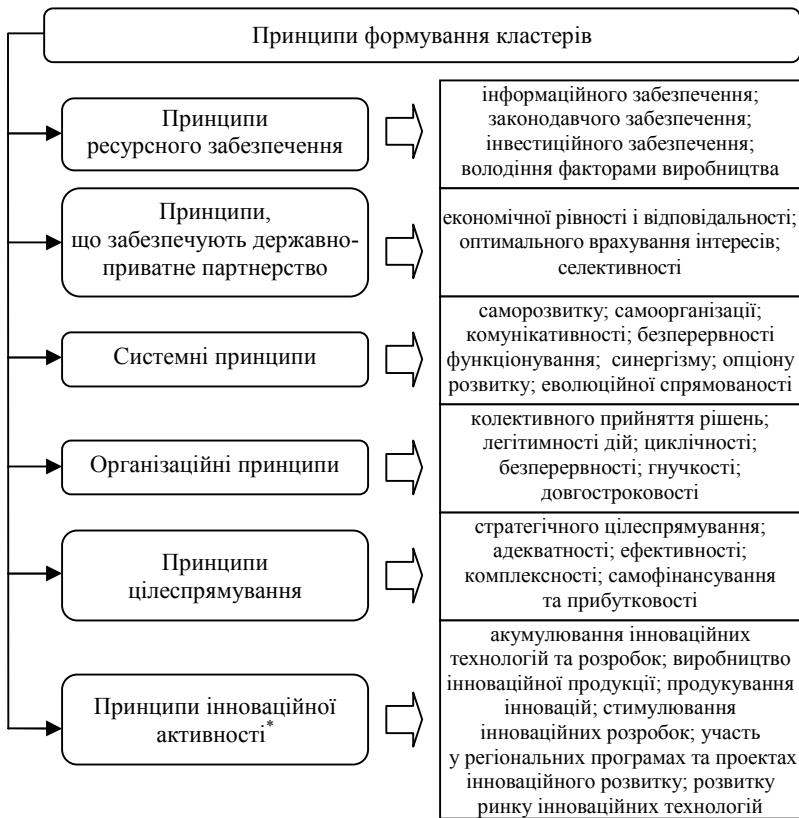 Принципи формування кластерів
Принципи
ресурсного забезпечення
інформаційного забезпечення;
законодавчого забезпечення;
інвестиційного забезпечення;
володіння факторами виробництва
Принципи,
що забезпечують державно-
приватне партнерство
економічної рівності і відповідальності;
оптимального врахування інтересів;
селективності
Системні принципи
саморозвитку; самоорганізації;
комунікативності; безперервності
функціонування; синергізму; опціону
розвитку; еволюційної спрямованості
Організаційні принципи
колективного прийняття рішень;
легітимності дій; циклічності;
безперервності; гнучкості;
довгостроковості
Принципи
цілеспрямування
стратегічного цілеспрямування;
адекватності; ефективності;
комплексності; самофінансування
та прибутковості
Принципи інноваційної
активності*
акумулювання інноваційних
технологій та розробок; виробництво
інноваційної продукції; продукування
інновацій; стимулювання
інноваційних розробок; участь
у регіональних програмах та проектах
інноваційного розвитку; розвитку
ринку інноваційних технологій